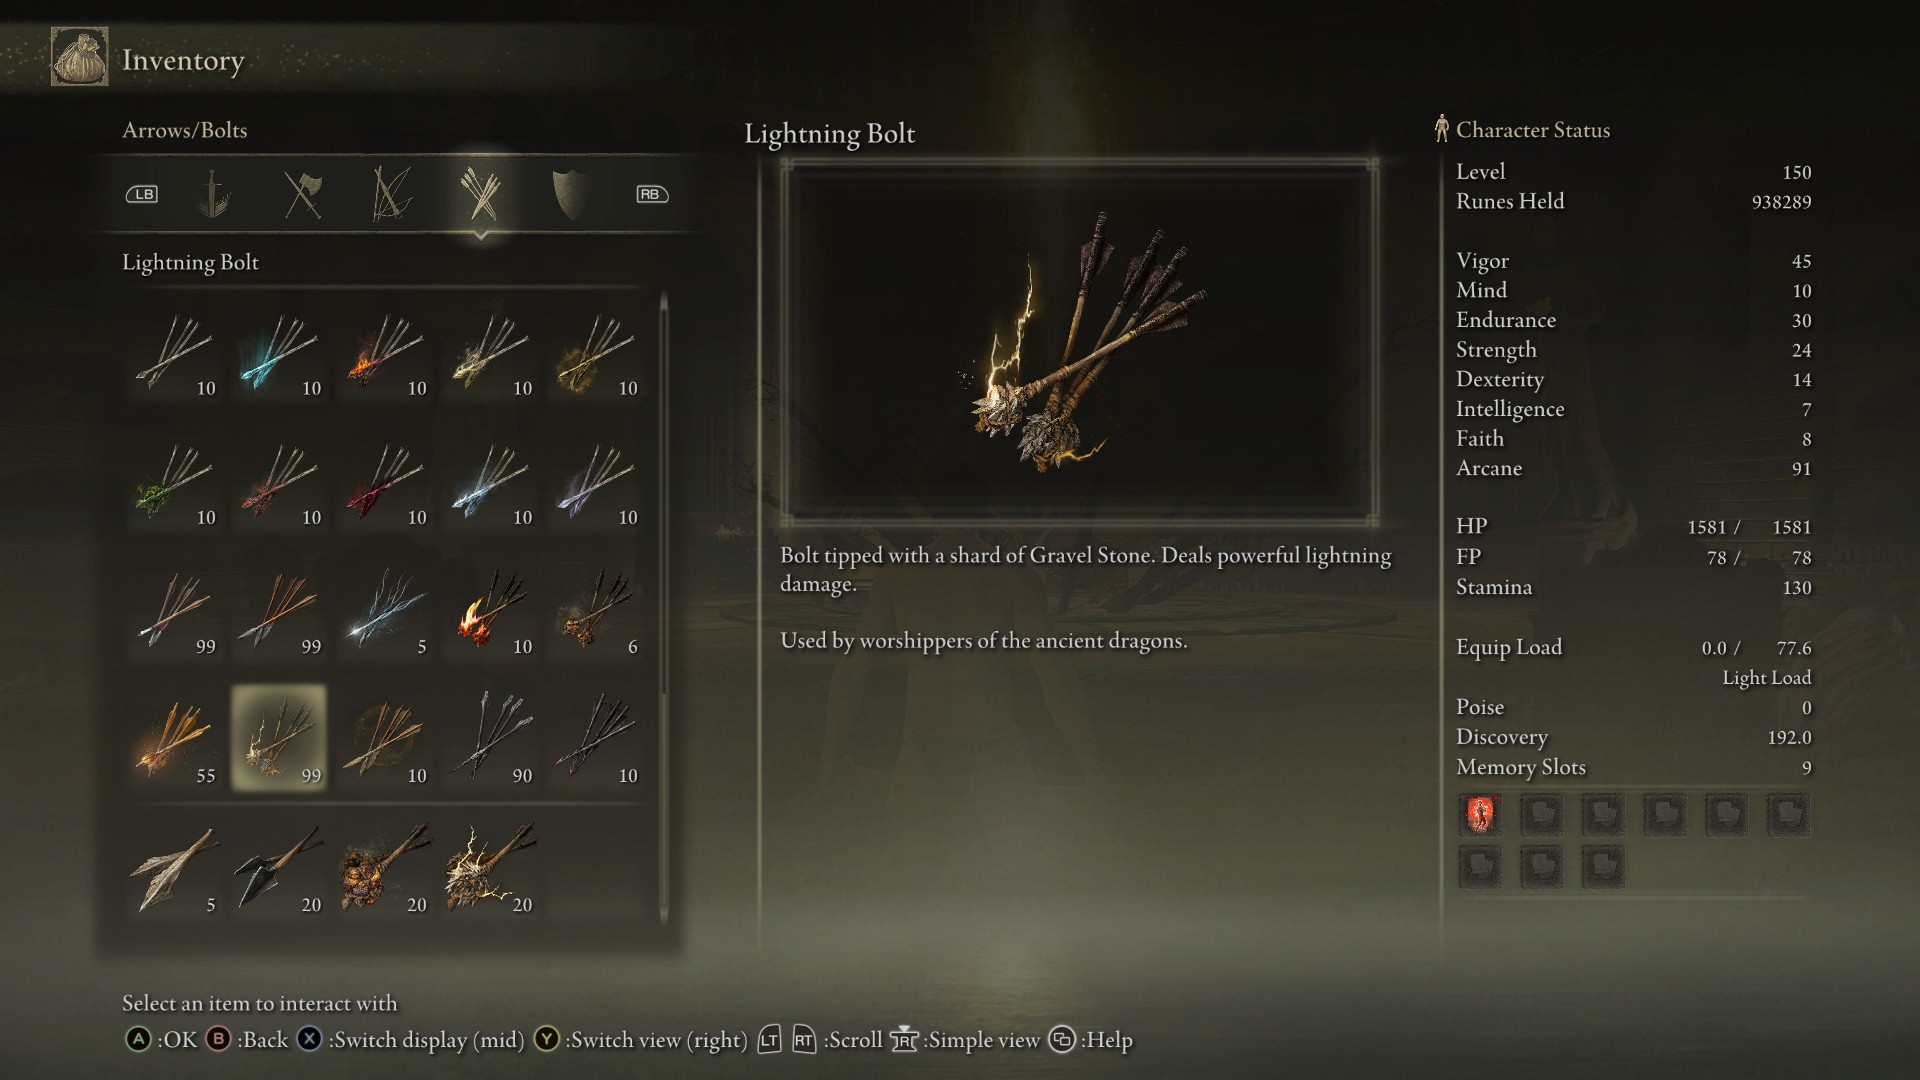 Inventory
Arrows/Bolts
LB
RB
Lightning Bolt
10 10 10 10 10
10 10 10 10 10
99 99 5 10 6
55 99 10 90 10
5 20 20 20
Lightning Bolt
Bolt tipped with a shard of Gravel Stone. Deals powerful lightning
damage.
Used by worshippers of the ancient dragons.
Character Status
Level 150
Runes Held 938289
Vigor 45
Mind 10
Endurance 30
Strength 24
Dexterity 14
Intelligence 7
Faith 8
Arcane 91
HP 1581 / 1581
FP 78 / 78
Stamina 130
Equip Load 0.0 / 77.6
Light Load
Poise 0
Discovery 192.0
Memory Slots 9
Select an item to interact with
A :OK B :Back X :Switch display (mid) Y :Switch view (right) LT RT :Scroll R :Simple view :Help